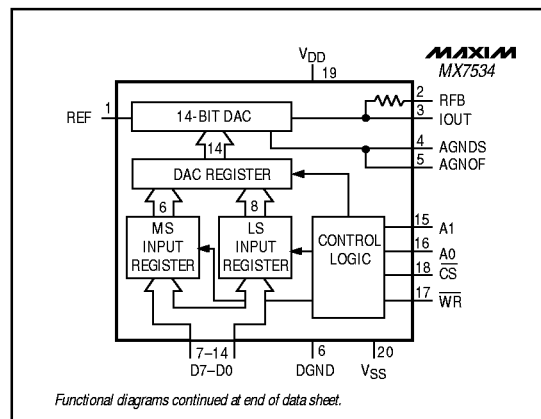 VDD
19
MAXIM
MX7534
REF
1
14-BIT DAC
2
RFB
3
IOUT
14
4
AGNDS
5
AGNOF
DAC REGISTER
6
8
MS
INPUT
REGISTER
LS
INPUT
REGISTER
CONTROL
LOGIC
15
A1
16
A0
18
CS
17
WR
7–14
D7–D0
6
DGND
20
VSS
Functional diagrams continued at end of data sheet.